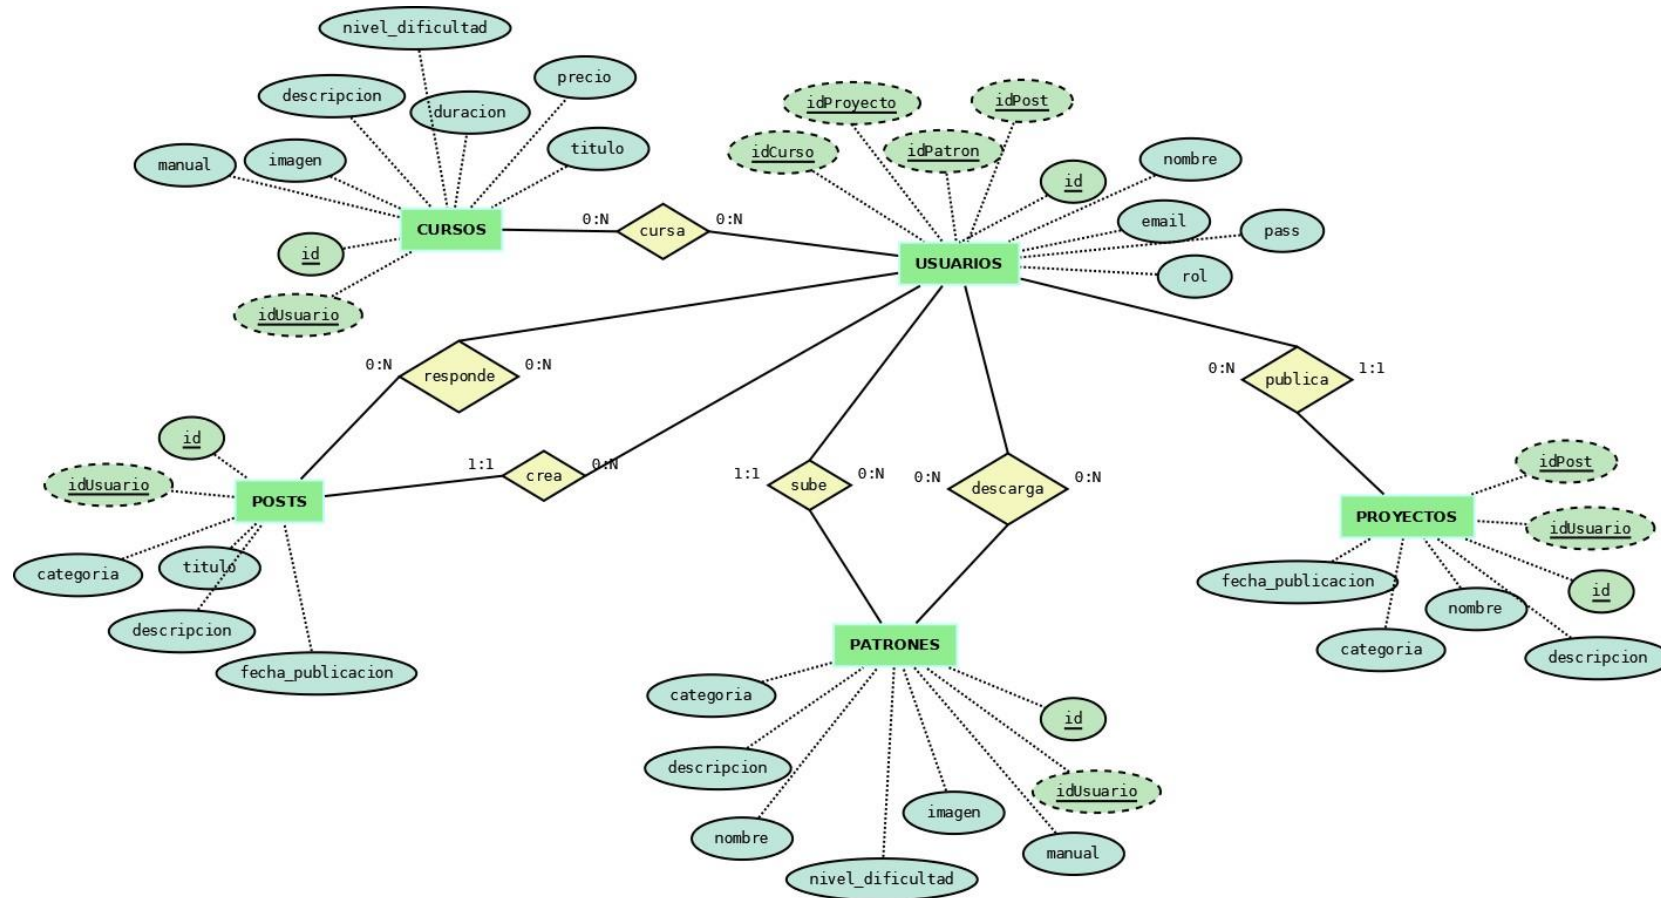 nivel_dificultad
precio
descripcion
duracion
manual
imagen
titulo
CURSOS
id
idUsuario
0:N
cursa
0:N
idProyecto
idPost
idCurso
idPatron
id
nombre
email
pass
rol
USUARIOS
0:N
responde
0:N
0:N
publica
1:1
id
idUsuario
POSTS
categoria
titulo
descripcion
fecha_publicacion
1:1
crea
0:N
1:1
sube
0:N
0:N
descarga
0:N
idPost
PROYECTOS
idUsuario
fecha_publicacion
id
nombre
categoria
descripcion
PATRONES
categoria
id
descripcion
idUsuario
imagen
nombre
manual
nivel_dificultad